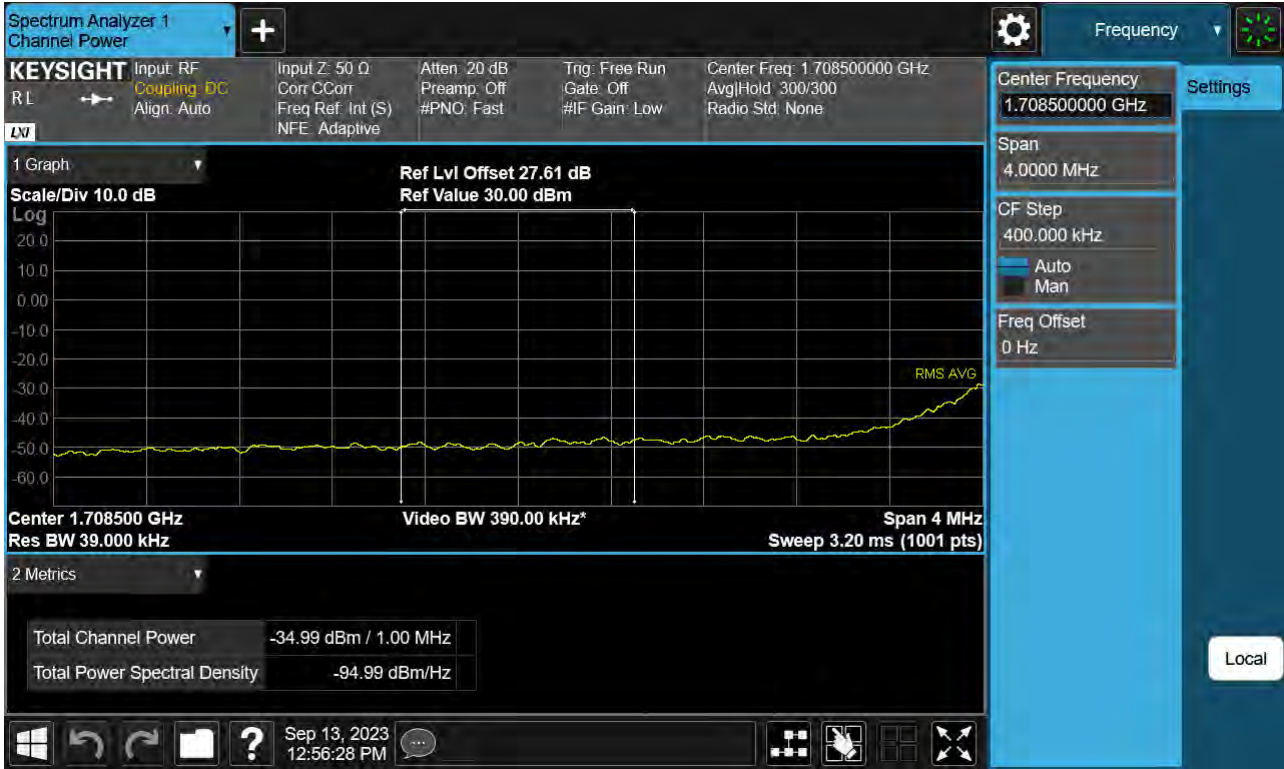 Spectrum Analyzer 1
Channel Power
+
Frequency
KEYSIGHT
R L
LXI
Input: RF
Coupling: DC
Align: Auto
Input Z: 50 Ω
Corr CCorr
Freq Ref: Int (S)
NFE: Adaptive
Atten: 20 dB
Preamp: Off
#PNO: Fast
Trig: Free Run
Gate: Off
#IF Gain: Low
Center Freq: 1.708500000 GHz
Avg|Hold: 300/300
Radio Std: None
Center Frequency
1.708500000 GHz
Settings
Span
4.0000 MHz
CF Step
400.000 kHz
Auto
Man
Freq Offset
0 Hz
Local
1 Graph
Scale/Div 10.0 dB
Ref Lvl Offset 27.61 dB
Ref Value 30.00 dBm
Log
20.0
10.0
0.00
-10.0
-20.0
-30.0
-40.0
-50.0
-60.0
RMS AVG
Center 1.708500 GHz
Video BW 390.00 kHz*
Span 4 MHz
Res BW 39.000 kHz
Sweep 3.20 ms (1001 pts)
2 Metrics
Total Channel Power -34.99 dBm / 1.00 MHz
Total Power Spectral Density -94.99 dBm/Hz
?
Sep 13, 2023
12:56:28 PM